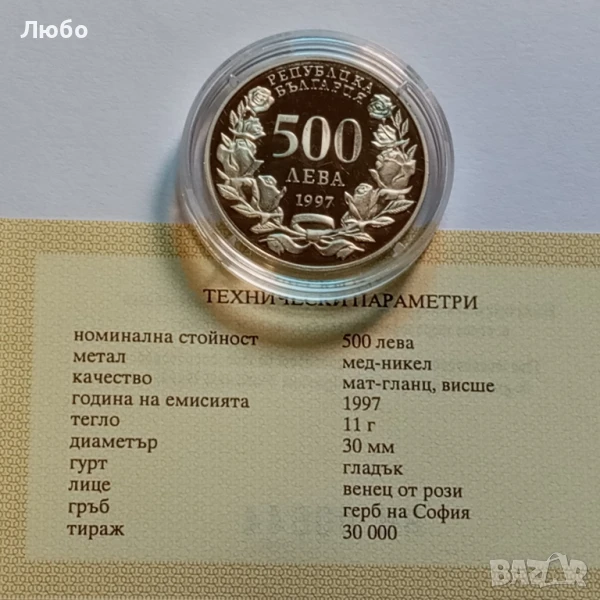 Любо
РЕПУБЛИКА
БЪЛГАРИЯ
500
ЛЕВА
1997
ТЕХНИЧЕСКИ ПАРАМЕТРИ
номинална стойност 500 лева
метал мед-никел
качество мат-гланц, висше
година на емисията 1997
тегло 11 г
диаметър 30 мм
гурт гладък
лице венец от рози
гръб герб на София
тираж 30 000
BAZAR